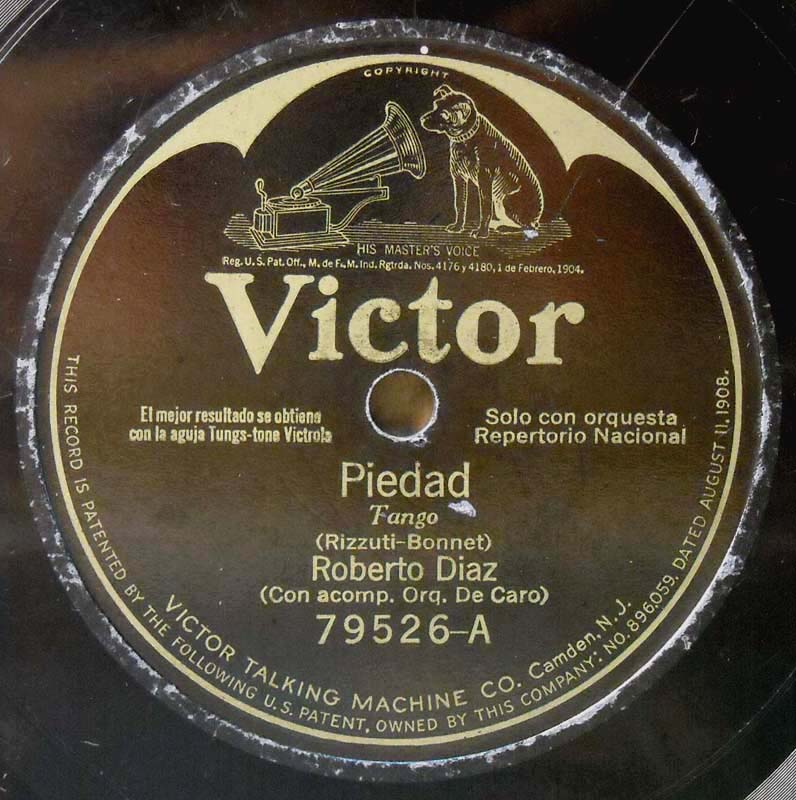 COPYRIGHT
HIS MASTER'S VOICE
Reg. U.S. Pat. Off., M. de F., M. Ind. Rgtrda. Nos. 4176 y 4180, 1 de Febrero, 1904.
Victor
El mejor resultado se obtiene
con la aguja Tungs-tone Victrola
Solo con orquesta
Repertorio Nacional
Piedad
Tango
(Rizzuti-Bonnet)
Roberto Diaz
(Con acomp. Orq. De Caro)
79526-A
VICTOR TALKING MACHINE CO. Camden, N.J.
THIS RECORD IS PATENTED BY THE FOLLOWING U.S. PATENT, OWNED BY THIS COMPANY: NO. 896,059. DATED AUGUST 11, 1908.